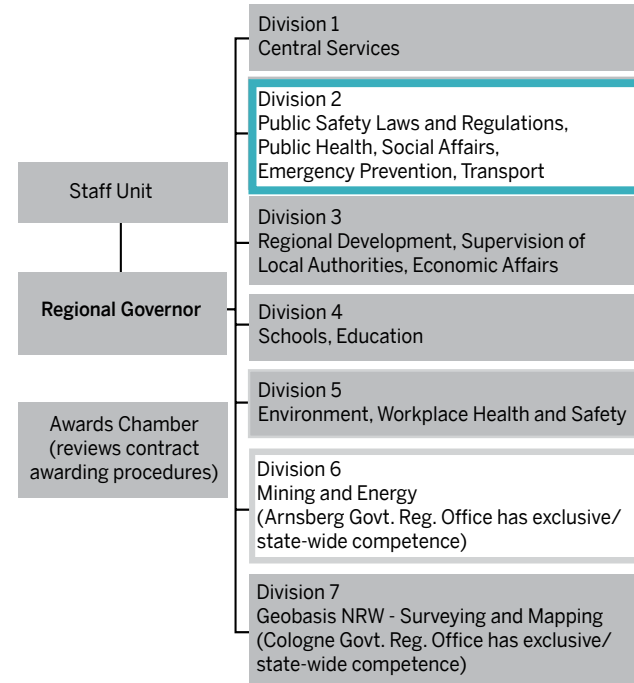 Staff Unit
Regional Governor
Awards Chamber
(reviews contract
awarding procedures)
Division 1
Central Services
Division 2
Public Safety Laws and Regulations,
Public Health, Social Affairs,
Emergency Prevention, Transport
Division 3
Regional Development, Supervision of
Local Authorities, Economic Affairs
Division 4
Schools, Education
Division 5
Environment, Workplace Health and Safety
Division 6
Mining and Energy
(Arnsberg Govt. Reg. Office has exclusive/
state-wide competence)
Division 7
Geobasis NRW - Surveying and Mapping
(Cologne Govt. Reg. Office has exclusive/
state-wide competence)